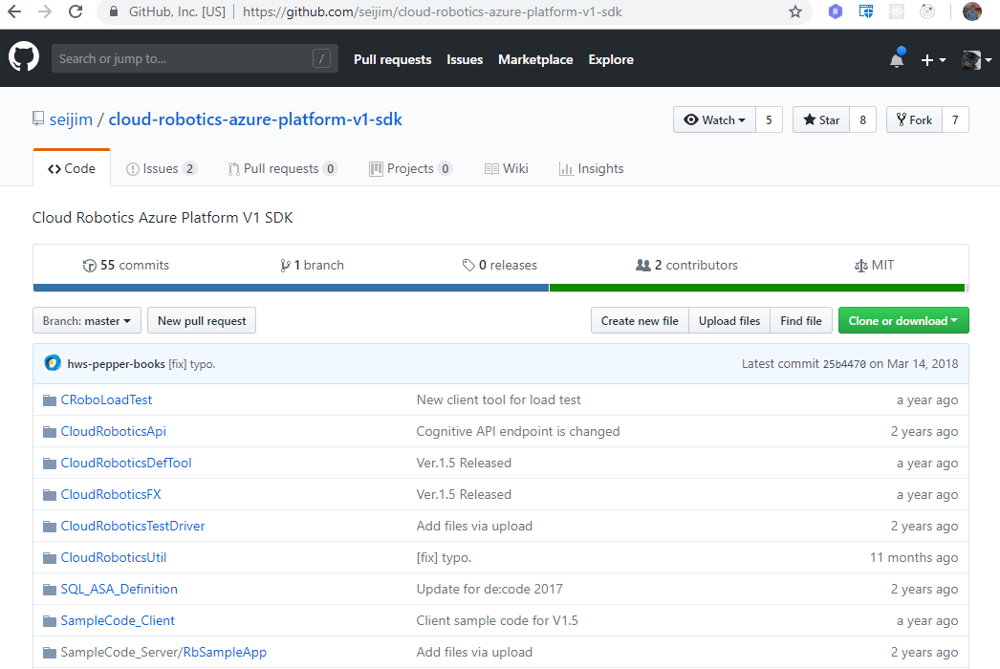 GitHub, Inc. [US] | https://github.com/seijim/cloud-robotics-azure-platform-v1-sdk
Search or jump to... / Pull requests Issues Marketplace Explore
seijim / cloud-robotics-azure-platform-v1-sdk Watch 5 Star 8 Fork 7
Code Issues 2 Pull requests 0 Projects 0 Wiki Insights
Cloud Robotics Azure Platform V1 SDK
55 commits 1 branch 0 releases 2 contributors MIT
Branch: master New pull request Create new file Upload files Find file Clone or download
hws-pepper-books [fix] typo. Latest commit 25b4470 on Mar 14, 2018
CRoboLoadTest New client tool for load test a year ago
CloudRoboticsApi Cognitive API endpoint is changed 2 years ago
CloudRoboticsDefTool Ver.1.5 Released a year ago
CloudRoboticsFX Ver.1.5 Released a year ago
CloudRoboticsTestDriver Add files via upload 2 years ago
CloudRoboticsUtil [fix] typo. 11 months ago
SQL_ASA_Definition Update for de:code 2017 2 years ago
SampleCode_Client Client sample code for V1.5 a year ago
SampleCode_Server/RbSampleApp Add files via upload 2 years ago